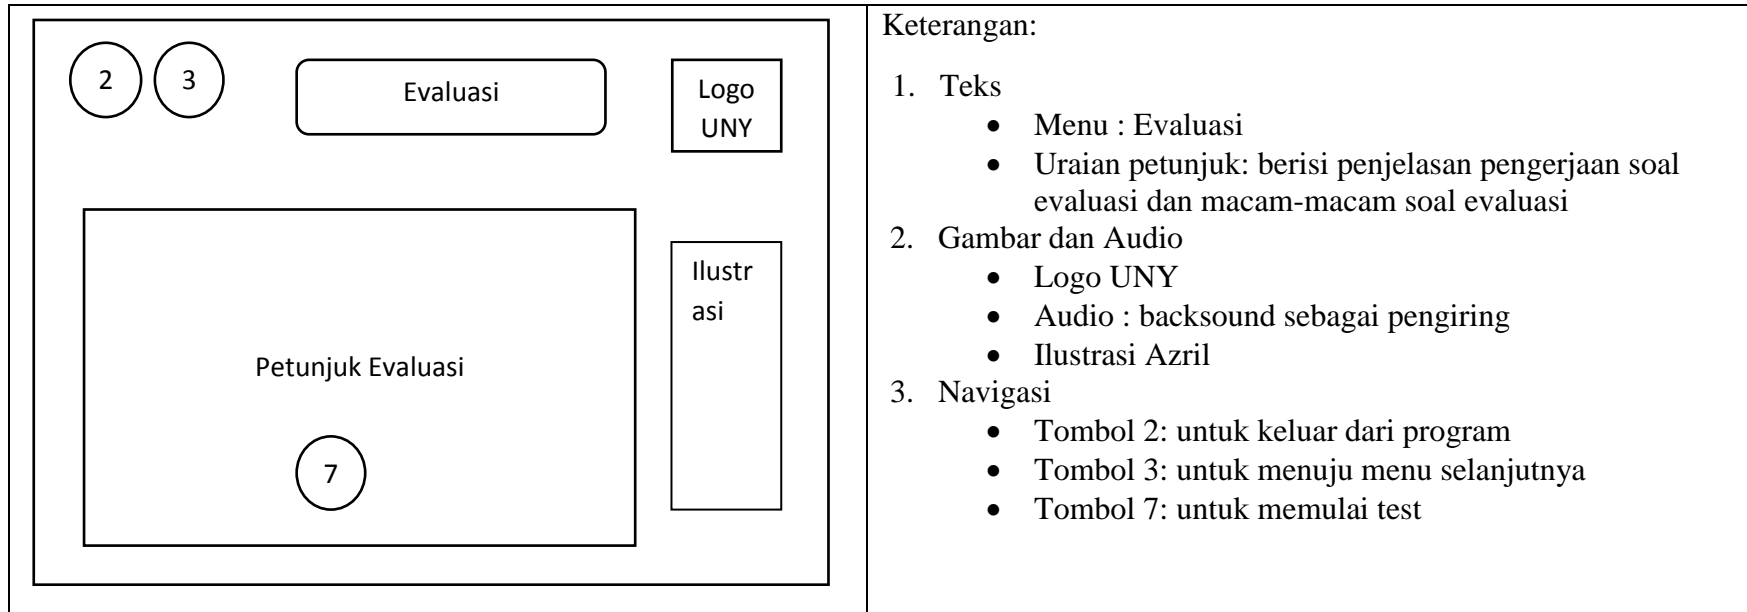 2 3 Evaluasi Logo
UNY
Ilustr
asi
Petunjuk Evaluasi
7
Keterangan:
1. Teks
• Menu : Evaluasi
• Uraian petunjuk: berisi penjelasan pengerjaan soal
evaluasi dan macam-macam soal evaluasi
2. Gambar dan Audio
• Logo UNY
• Audio : backsound sebagai pengiring
• Ilustrasi Azril
3. Navigasi
• Tombol 2: untuk keluar dari program
• Tombol 3: untuk menuju menu selanjutnya
• Tombol 7: untuk memulai test